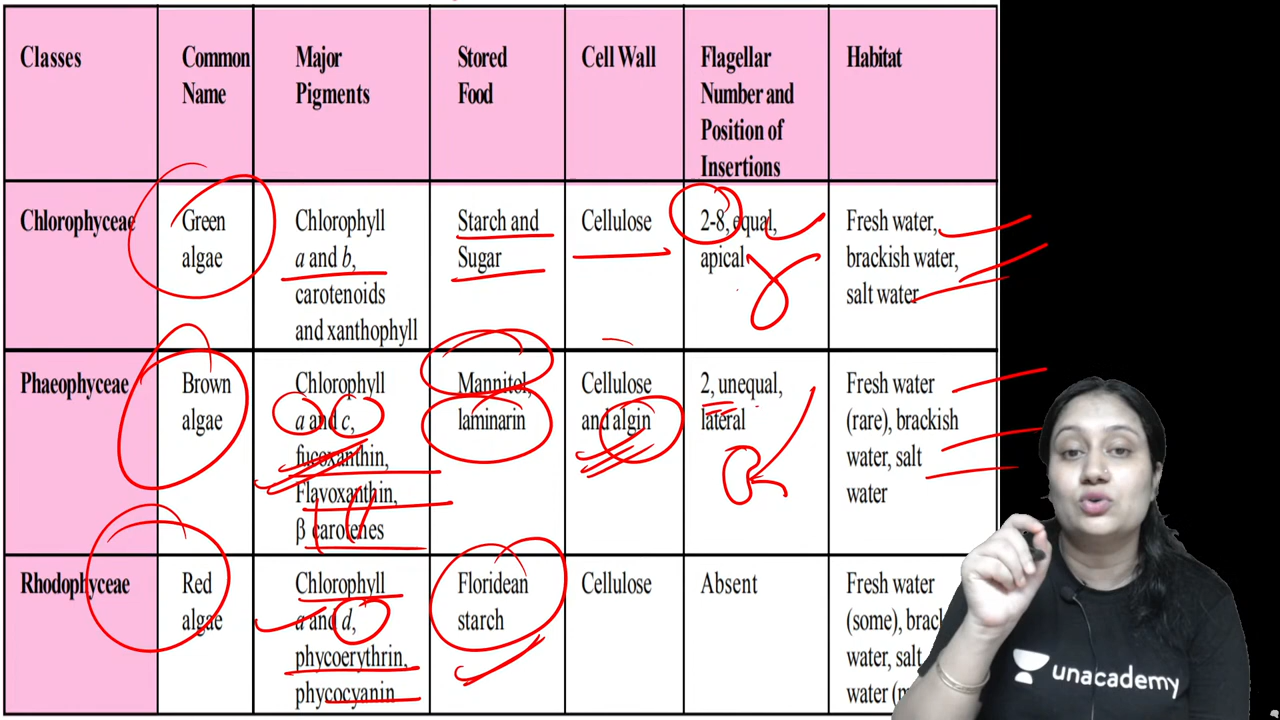 Classes
Common
Name
Major
Pigments
Stored
Food
Cell Wall
Flagellar
Number and
Position of
Insertions
Habitat
Chlorophyceae
Green
algae
Chlorophyll
a and b,
carotenoids
and xanthophyll
Starch and
Sugar
Cellulose
2-8, equal,
apical
Fresh water,
brackish water,
salt water
Phaeophyceae
Brown
algae
Chlorophyll
a and c,
fucoxanthin,
Flavoxanthin,
β carotenes
Mannitol,
laminarin
Cellulose
and algin
2, unequal,
lateral
Fresh water
(rare), brackish
water, salt
water
Rhodophyceae
Red
algae
Chlorophyll
a and d,
phycoerythrin,
phycocyanin
Floridean
starch
Cellulose
Absent
Fresh water
(some),
water, salt
water
unacademy